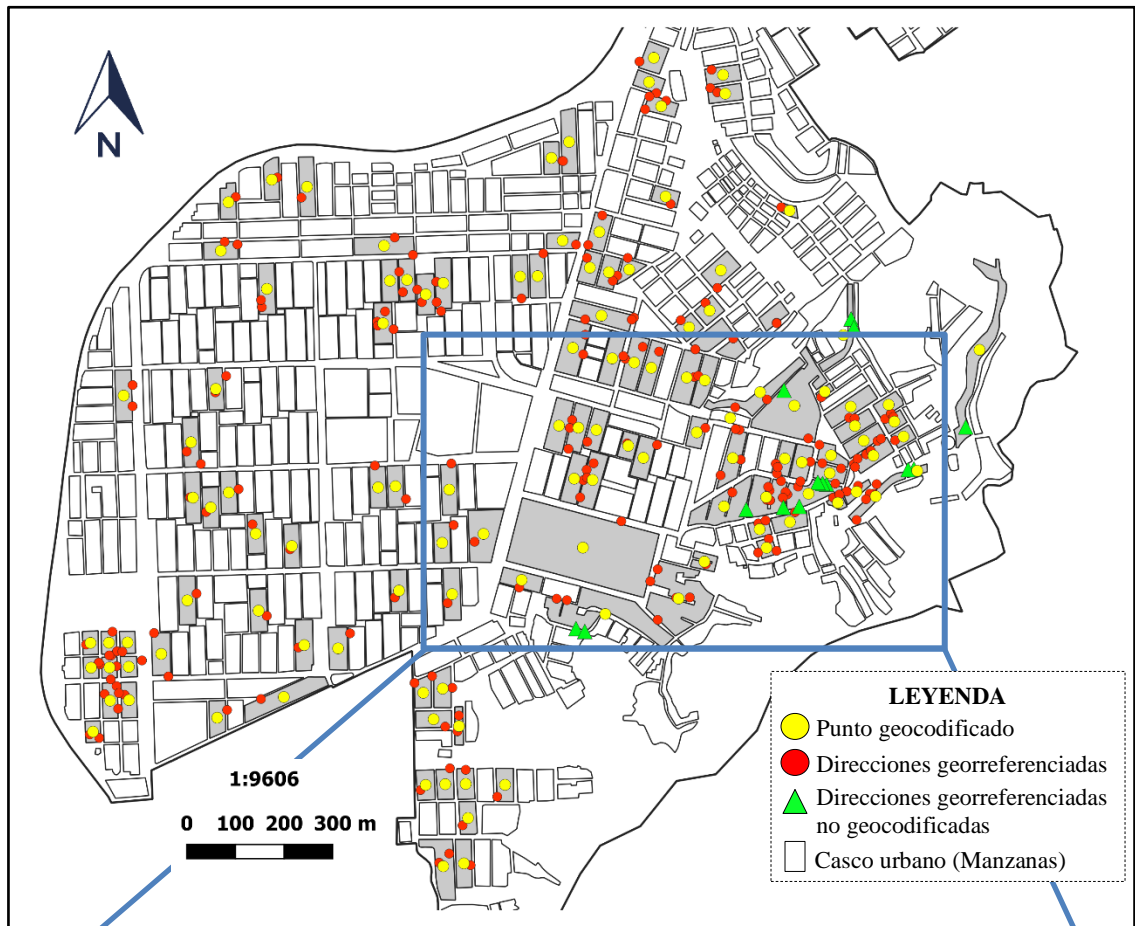 N
1:9606
0 100 200 300 m
LEYENDA
Punto geocodificado
Direcciones georreferenciadas
Direcciones georreferenciadas
no geocodificadas
Casco urbano (Manzanas)